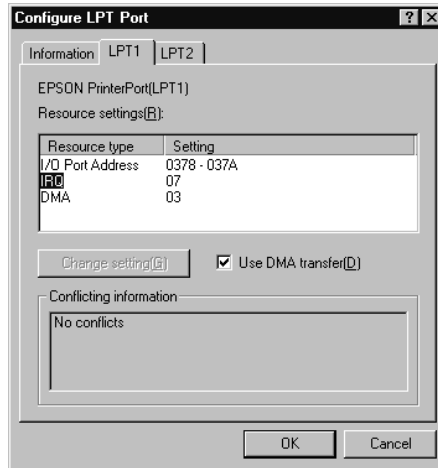 Configure LPT Port
Information LPT1 LPT2
EPSON PrinterPort(LPT1)
Resource settings(R):
Resource type Setting
I/O Port Address 0378 - 037A
IRQ 07
DMA 03
Change setting(G) Use DMA transfer(D)
Conflicting information
No conflicts
OK Cancel